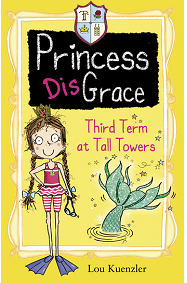 Princess
DisGrace
Third Term
at Tall Towers
Lou Kuenzler